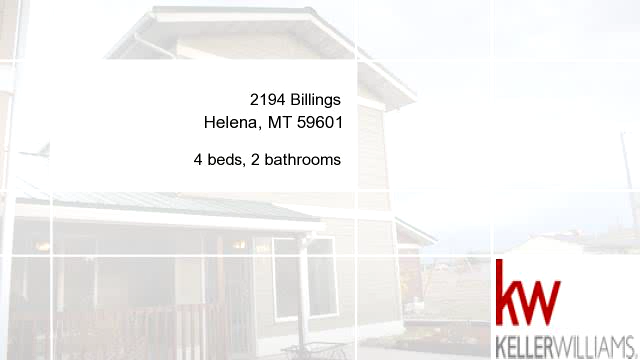 2194 Billings
Helena, MT 59601
4 beds, 2 bathrooms
kw
KELLERWILLIAMS.